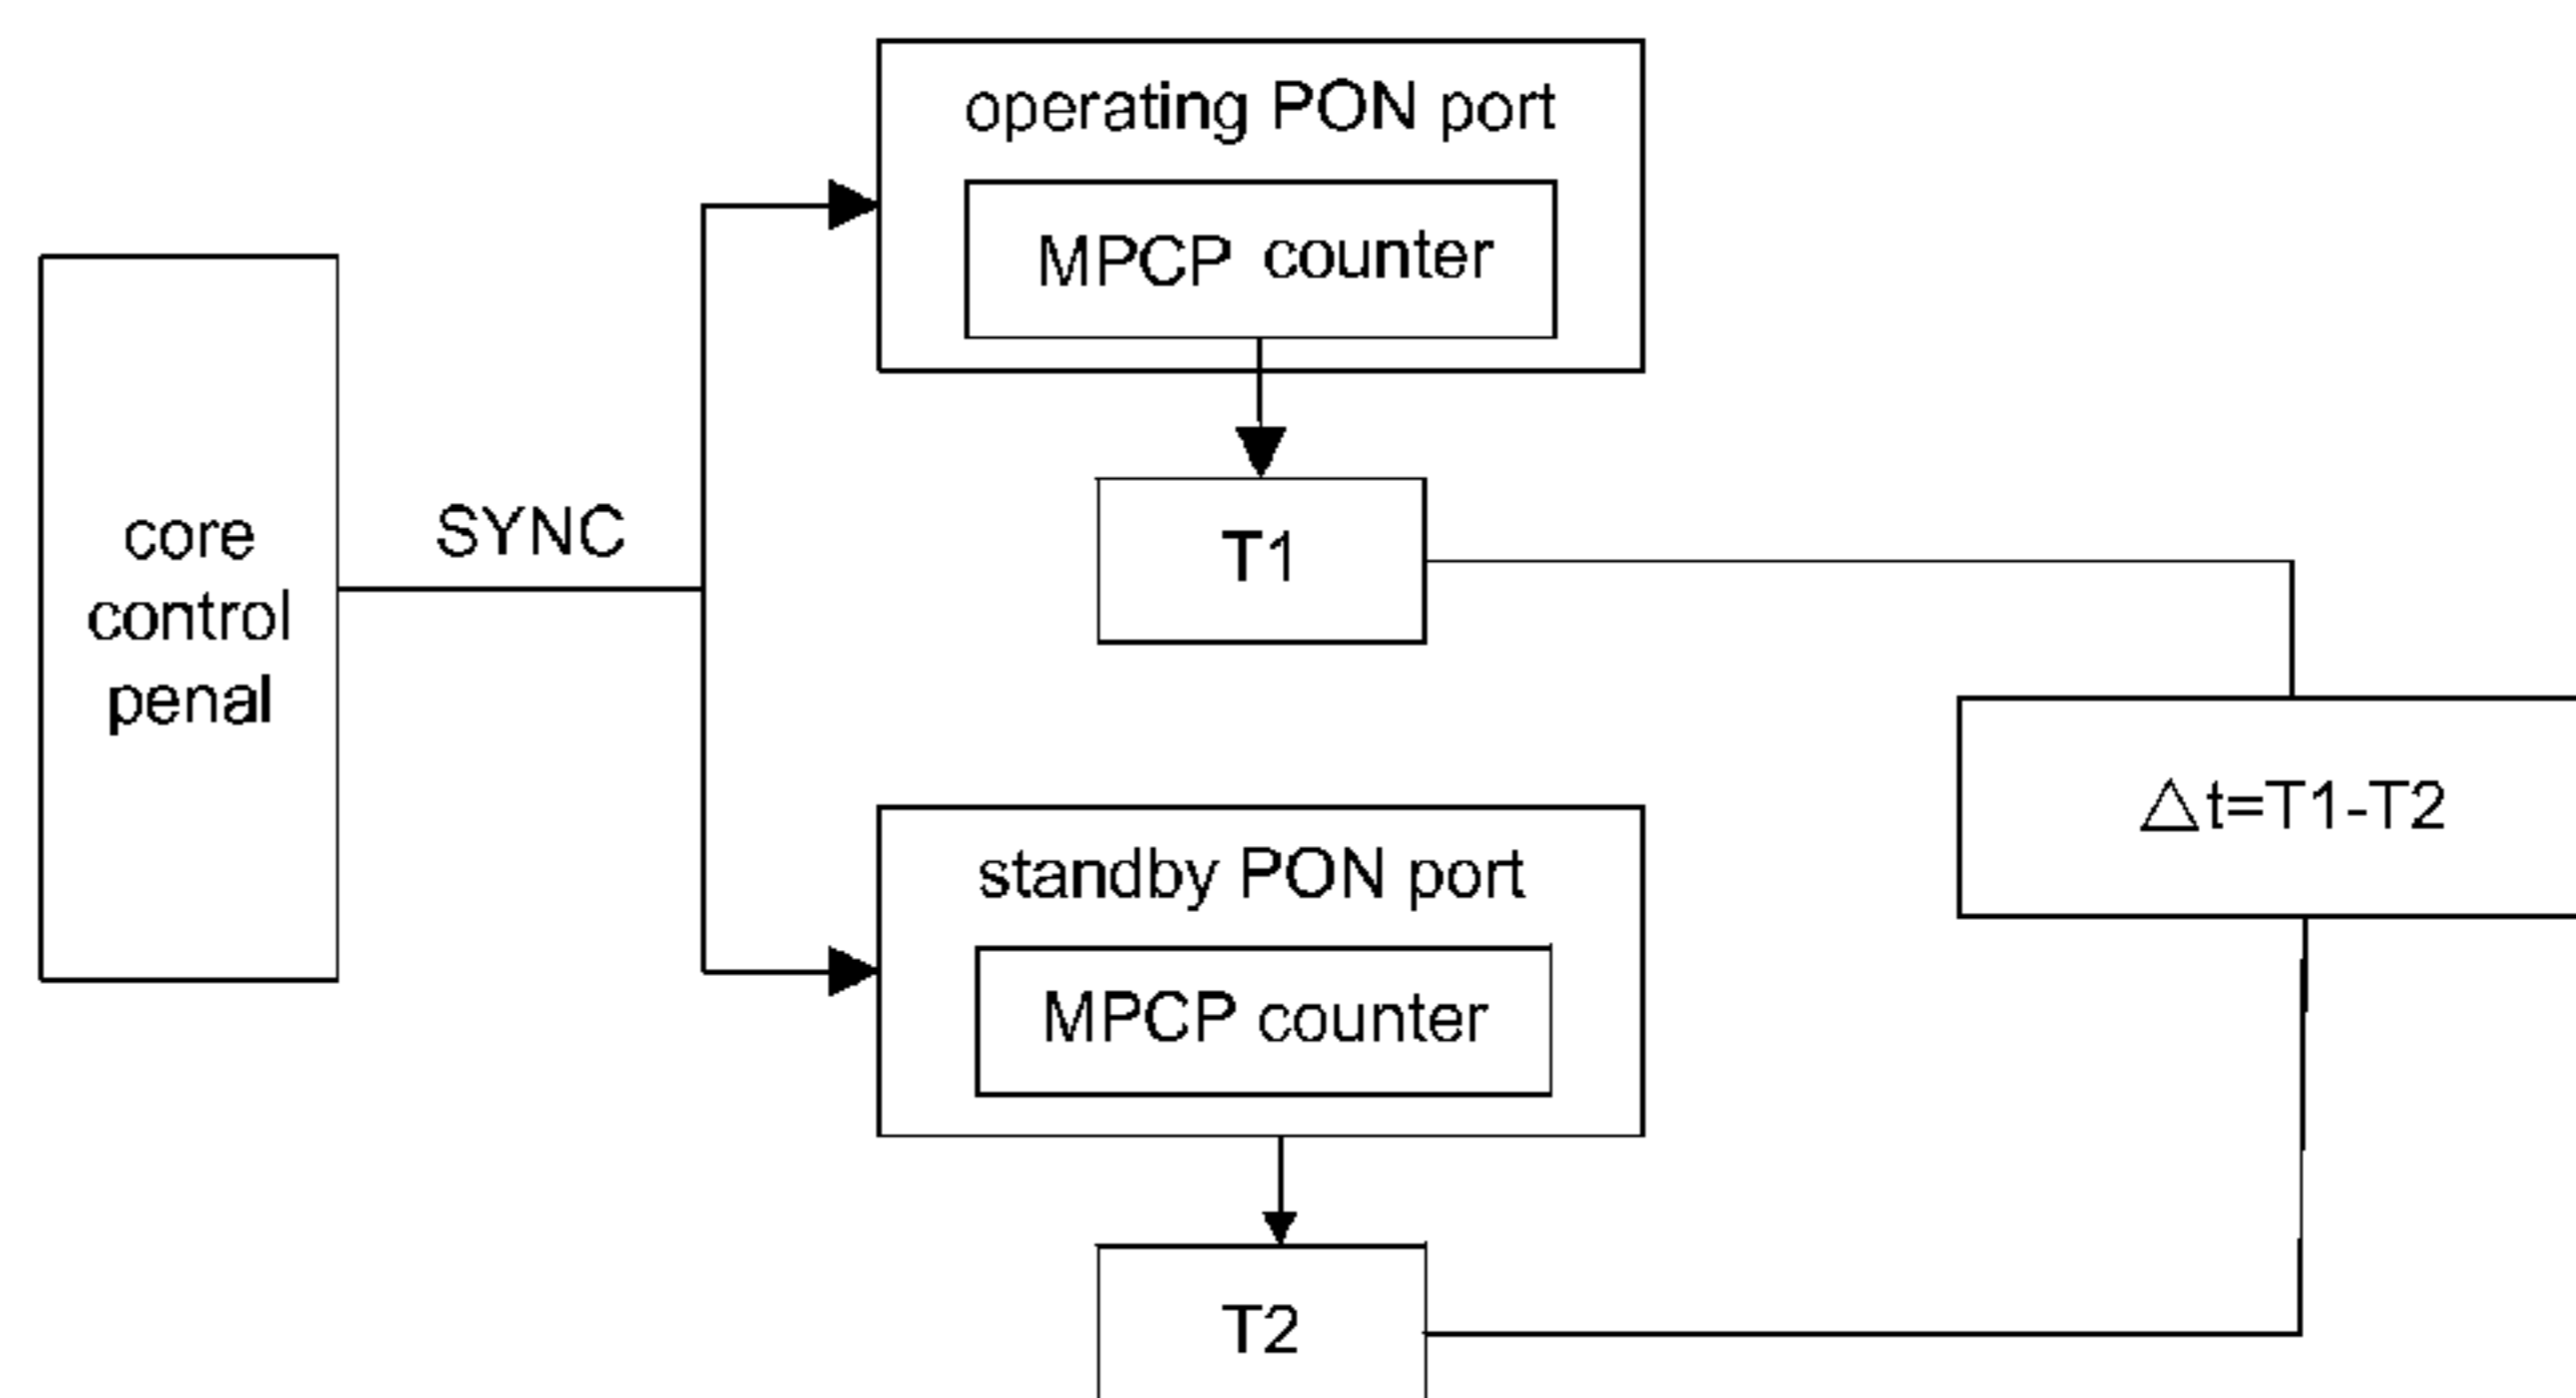 operating PON port
MPCP counter
core
control
penal
SYNC
T1
△t=T1-T2
standby PON port
MPCP counter
T2